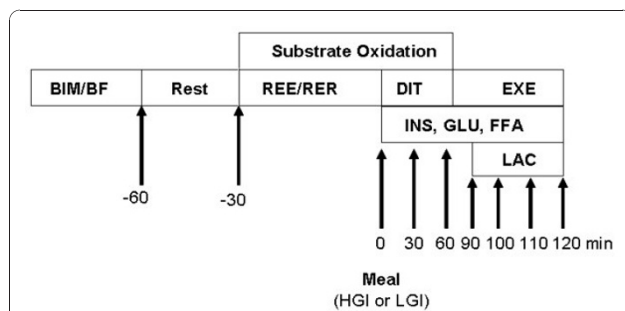 Substrate Oxidation
BIM/BF Rest REE/RER DIT EXE
INS, GLU, FFA
LAC
-60 -30
0 30 60 90 100 110 120 min
Meal
(HGI or LGI)